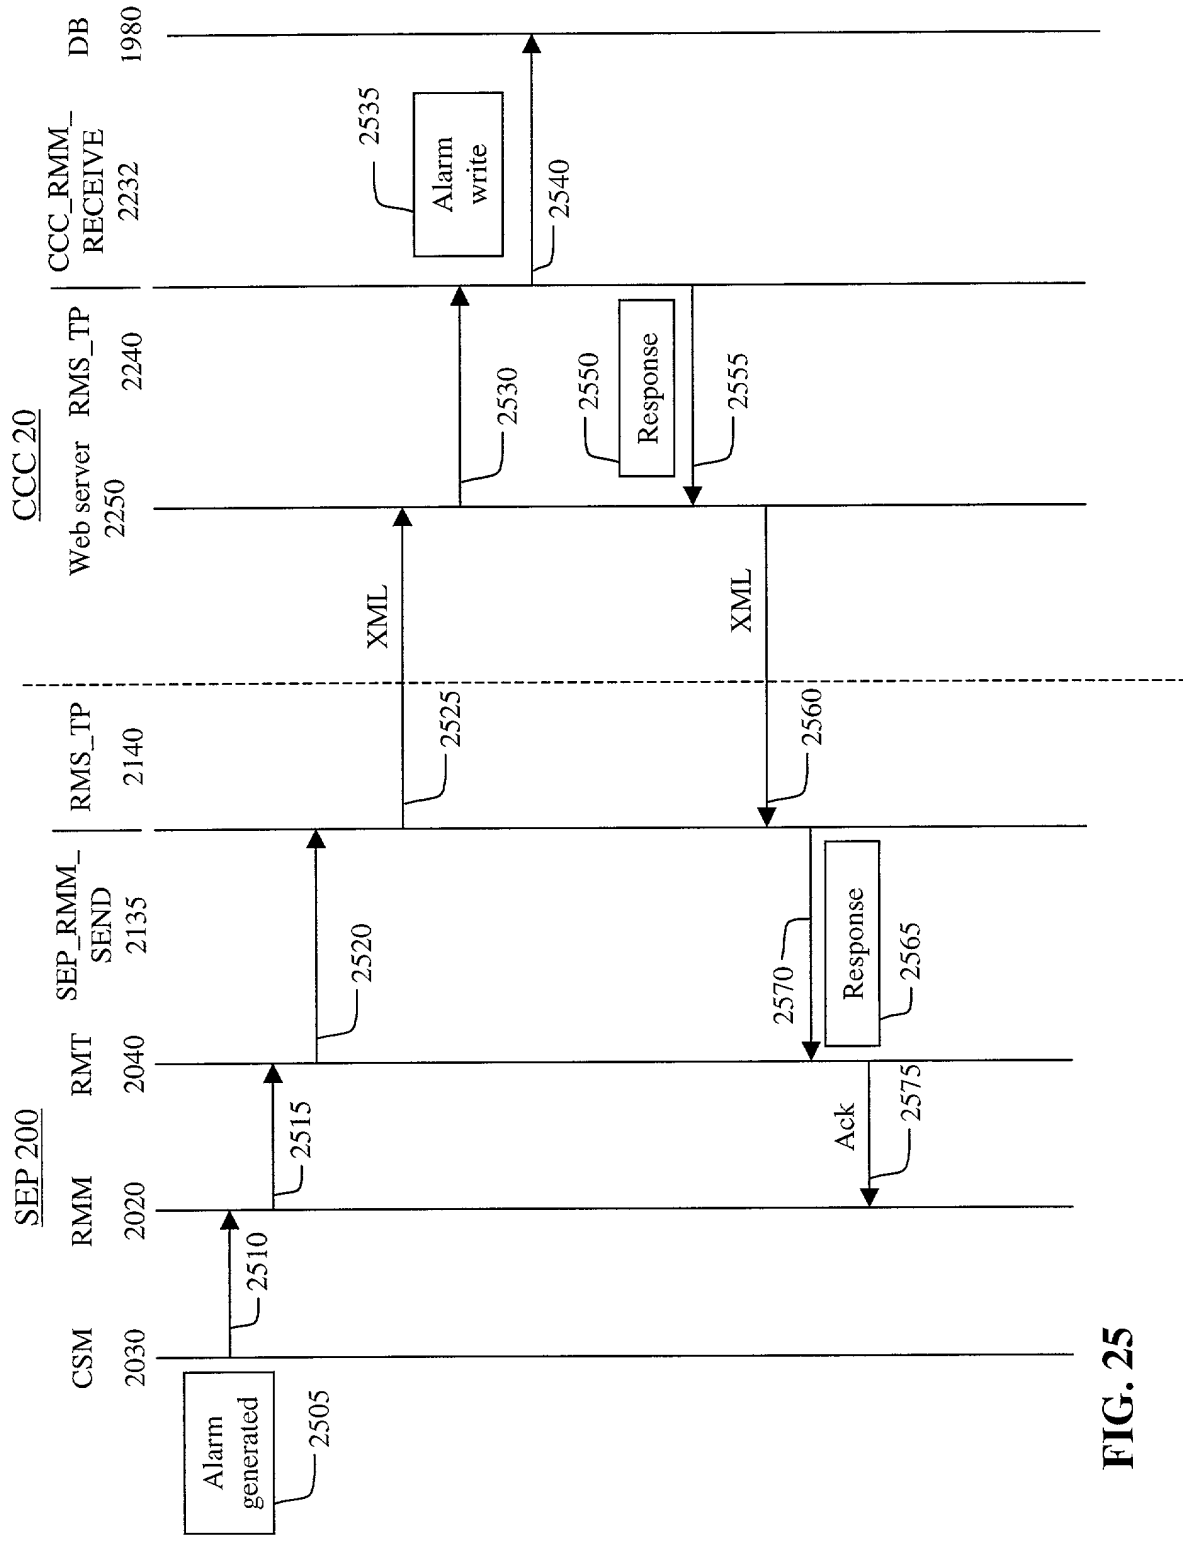 SEP 200
CCC 20
CSM
2030
RMM
2020
RMT
2040
SEP_RMM_
SEND
2135
RMS_TP
2140
Web server
2250
RMS_TP
2240
CCC_RMM_
RECEIVE
2232
DB
1980
Alarm
generated
2505
2510
2515
2520
2525
XML
2530
Alarm
write
2535
2540
Response
2550
2555
XML
2560
2570
Response
2565
Ack
2575
FIG. 25